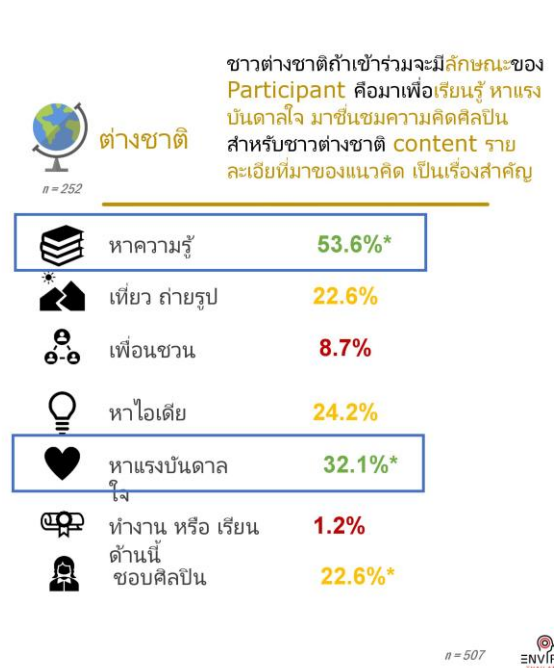 ชาวต่างชาติถ้าเข้าร่วมจะมีลักษณะของ
Participant คือมาเพื่อเรียนรู้ หาแรง
บันดาลใจ มาชื่นชมความคิดศิลปิน
สำหรับชาวต่างชาติ content ราย
ละเอียที่มาของแนวคิด เป็นเรื่องสำคัญ
ต่างชาติ
n = 252
หาความรู้ 53.6%*
เที่ยว ถ่ายรูป 22.6%
เพื่อนชวน 8.7%
หาไอเดีย 24.2%
หาแรงบันดาล 32.1%*
ใจ
ทำงาน หรือ เรียน 1.2%
ด้านนี้
ชอบศิลปิน 22.6%*
n = 507